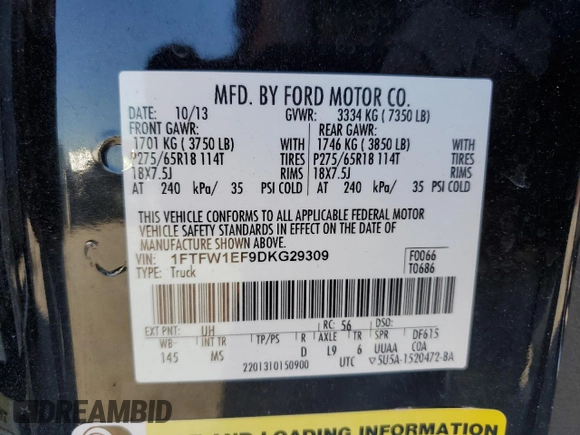 MFD. BY FORD MOTOR CO.
DATE: 10/13 GVWR: 3334 KG ( 7350 LB)
FRONT GAWR: REAR GAWR:
1701 KG ( 3750 LB) WITH 1746 KG ( 3850 LB) WITH
P275/65R18 114T TIRES P275/65R18 114T TIRES
18X7.5J RIMS 18X7.5J RIMS
AT 240 kPa/ 35 PSI COLD AT 240 kPa/ 35 PSI COLD
THIS VEHICLE CONFORMS TO ALL APPLICABLE FEDERAL MOTOR
VEHICLE SAFETY STANDARDS IN EFFECT ON THE DATE OF
MANUFACTURE SHOWN ABOVE.
VIN: 1FTFW1EF9DKG29309 F0066
TYPE: Truck T0686
EXT PNT: UH RC: 56 DSO:
WB INT TR TP/PS R AXLE TR SPR DF615
145 MS D L9 6 UUAA COA
2201310150900 UTC ▽5U5A-1520472-BA
DREAMBID
AND LOADING INFORMATION